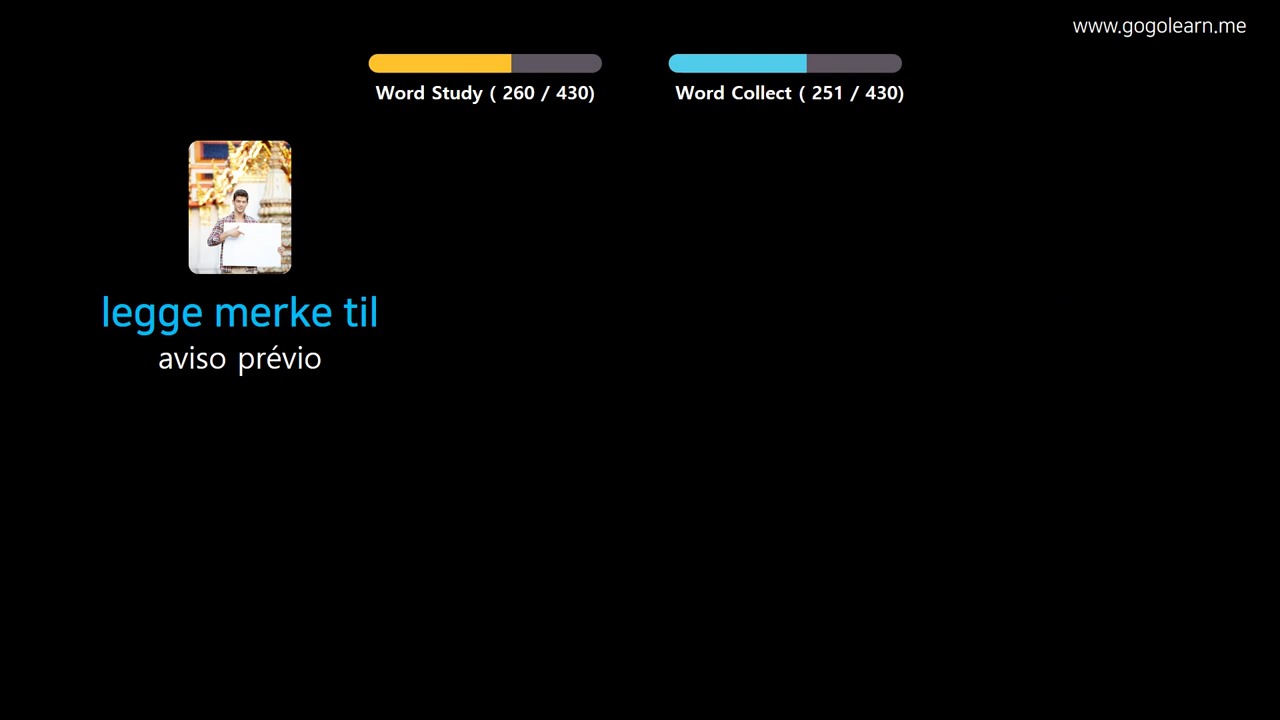 www.gogolearn.me
Word Study ( 260 / 430)
Word Collect ( 251 / 430)
legge merke til
aviso prévio